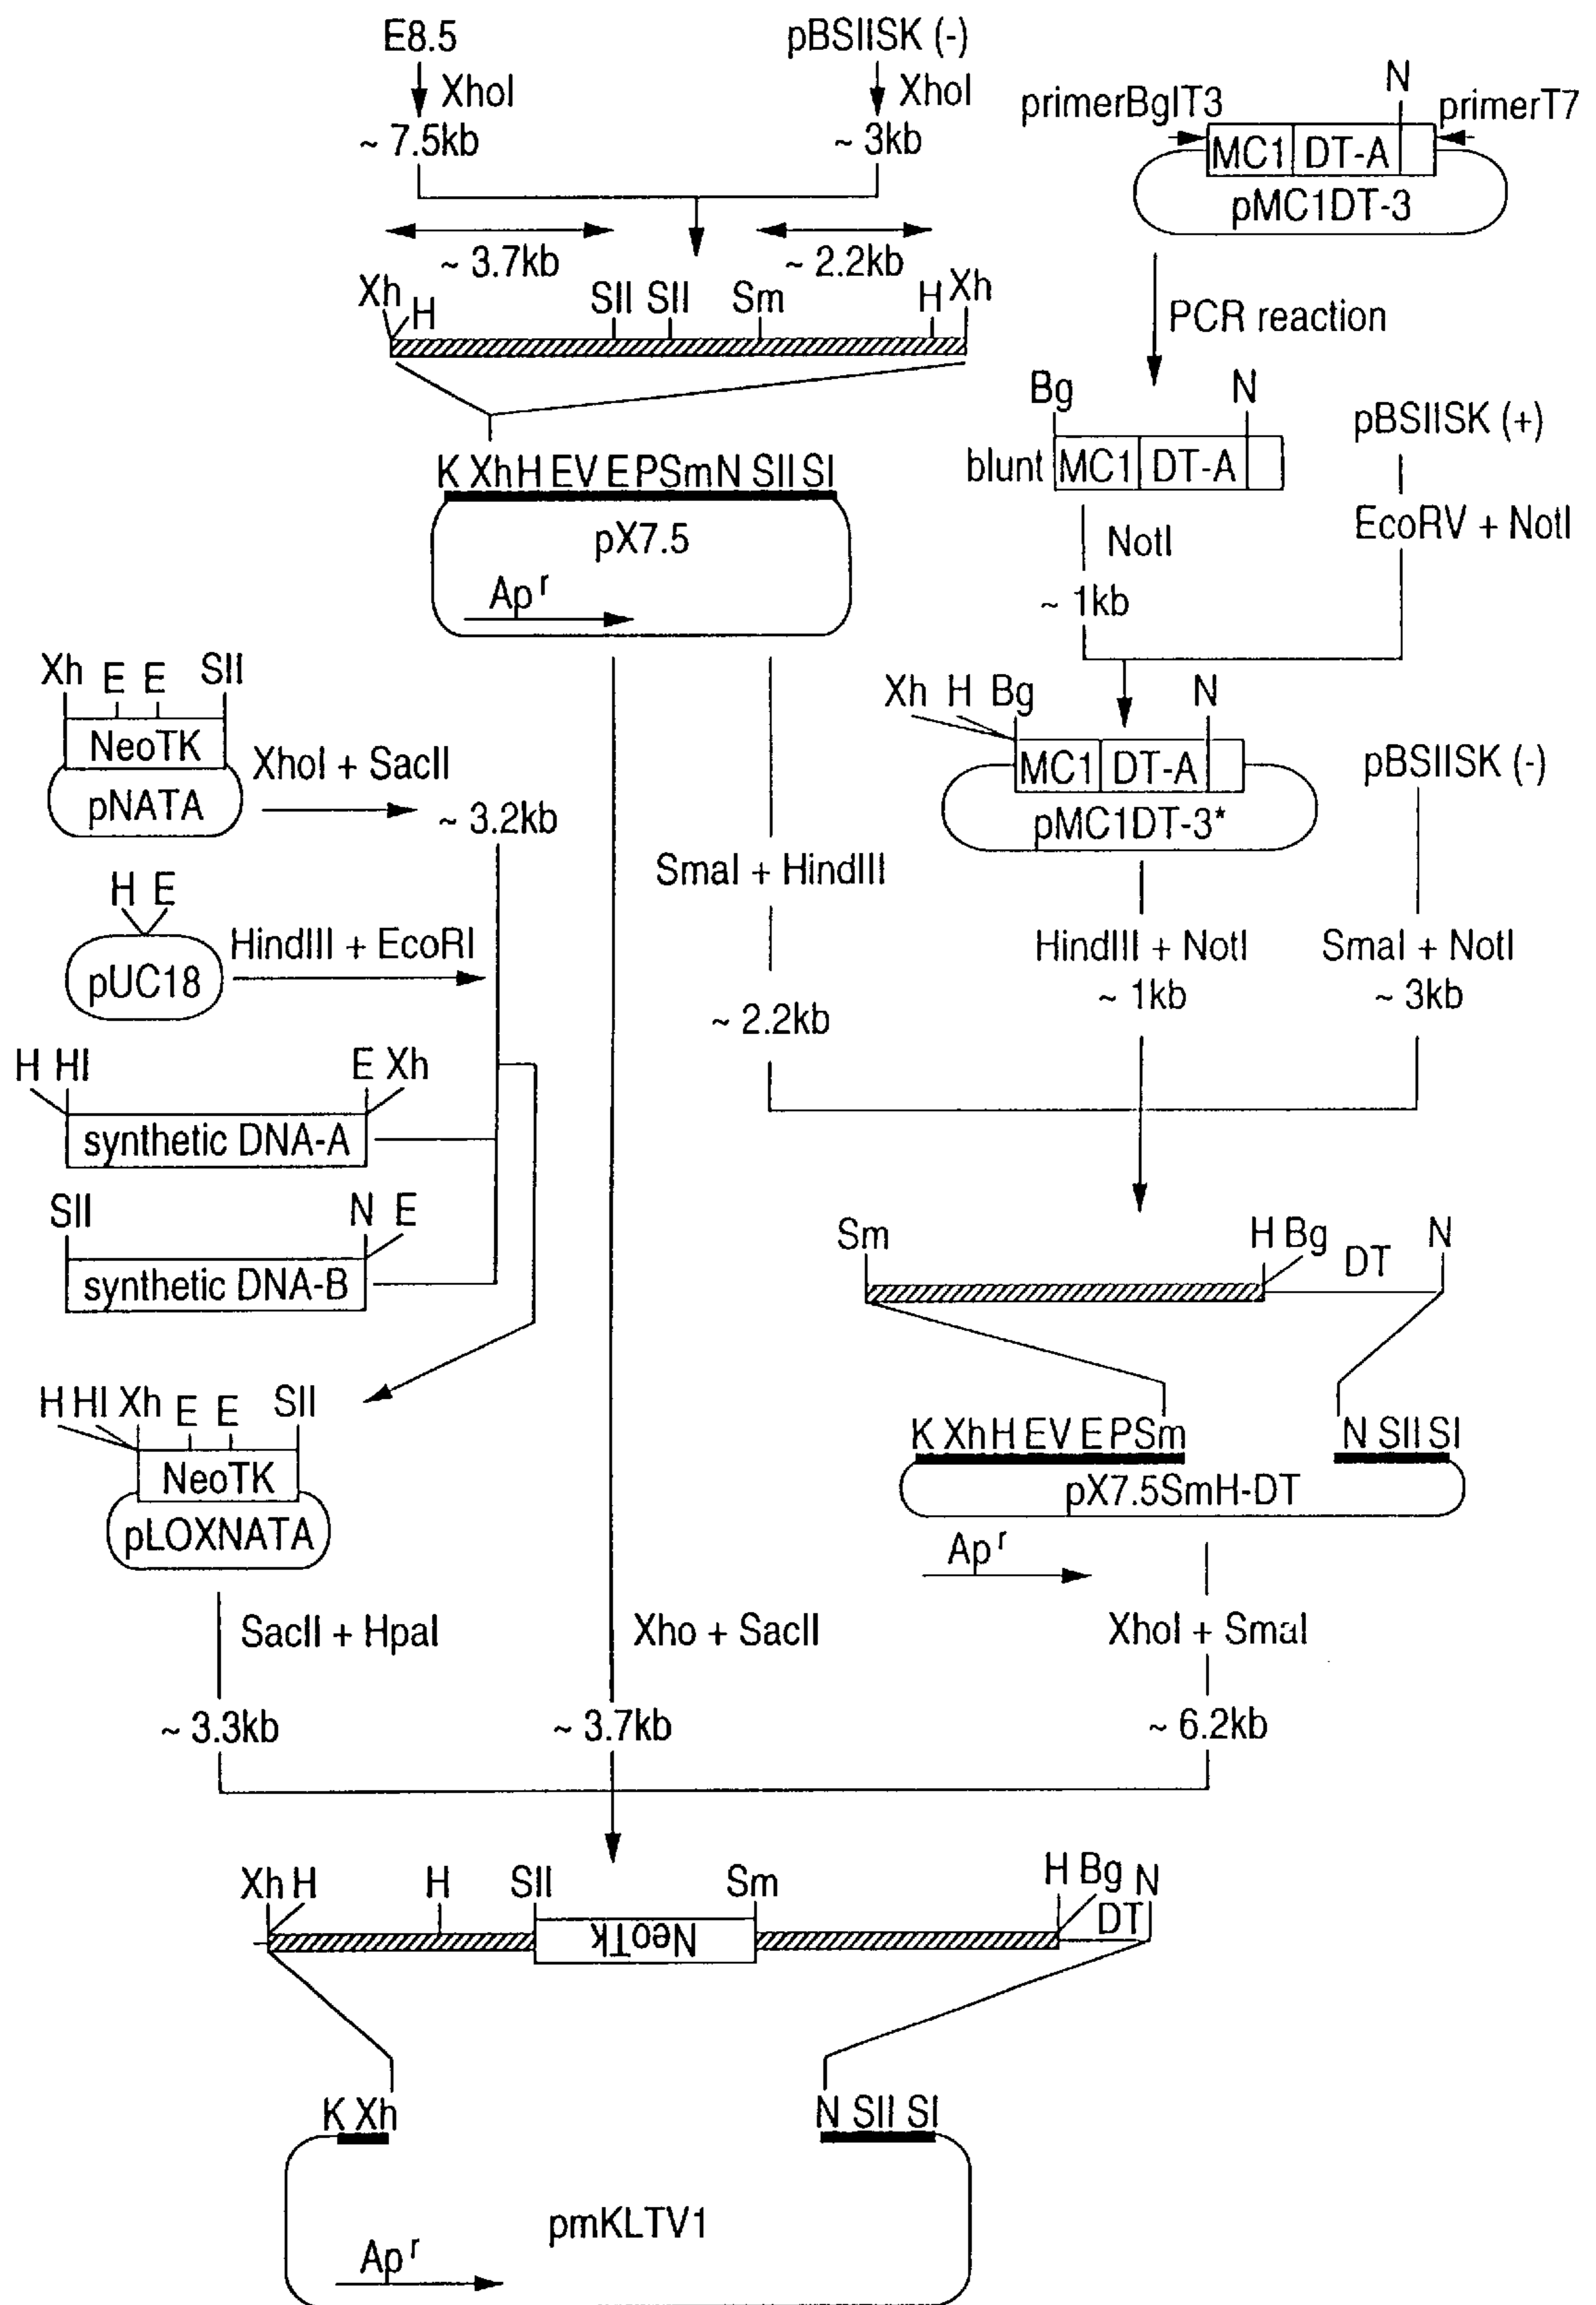 E8.5
pBSIISK (-)
XhoI
XhoI
~ 7.5kb
~ 3kb
primerBglT3
N
primerT7
MC1 DT-A
pMC1DT-3
~ 3.7kb
~ 2.2kb
Xh H SII SII Sm H Xh
PCR reaction
Bg N
pBSIISK (+)
blunt MC1 DT-A
K Xh H EV E P Sm N SII SI
pX7.5
Ap r
NotI
EcoRV + NotI
~ 1kb
Xh E E SII
NeoTK
pNATA
XhoI + SacII
~ 3.2kb
Xh H Bg N
MC1 DT-A
pMC1DT-3*
pBSIISK (-)
SmaI + HindIII
H E
pUC18
HindIII + EcoRI
HindIII + NotI
SmaI + NotI
~ 2.2kb
~ 1kb
~ 3kb
H HI E Xh
synthetic DNA-A
SII N E
synthetic DNA-B
Sm H Bg DT N
H HI Xh E E SII
NeoTK
pLOXNATA
K Xh H EV E P Sm N SII SI
pX7.5SmH-DT
Ap r
SacII + HpaI
Xho + SacII
XhoI + SmaI
~ 3.3kb
~ 3.7kb
~ 6.2kb
Xh H H SII Sm H Bg N
NeoTk
DT
K Xh
N SII SI
pmKLTV1
Ap r